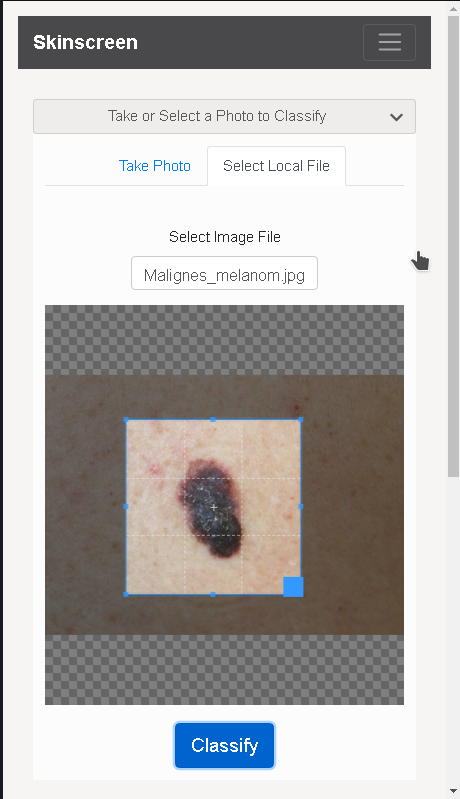 Skinscreen
Take or Select a Photo to Classify
Take Photo
Select Local File
Select Image File
Malignes_melanom.jpg
Classify